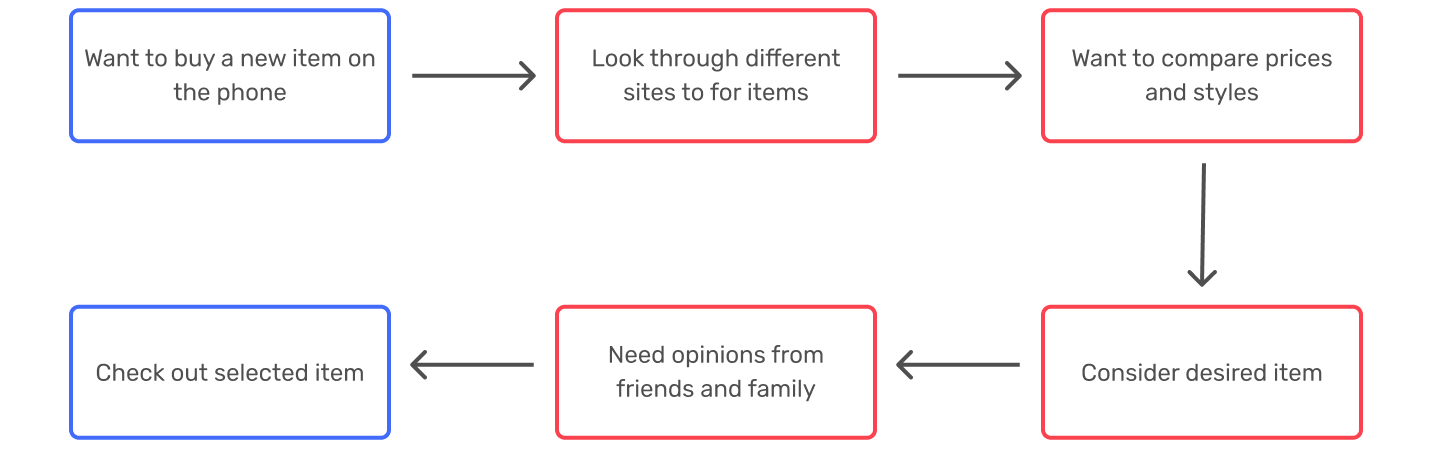 Want to buy a new item on
the phone
Look through different
sites to for items
Want to compare prices
and styles
Check out selected item
Need opinions from
friends and family
Consider desired item